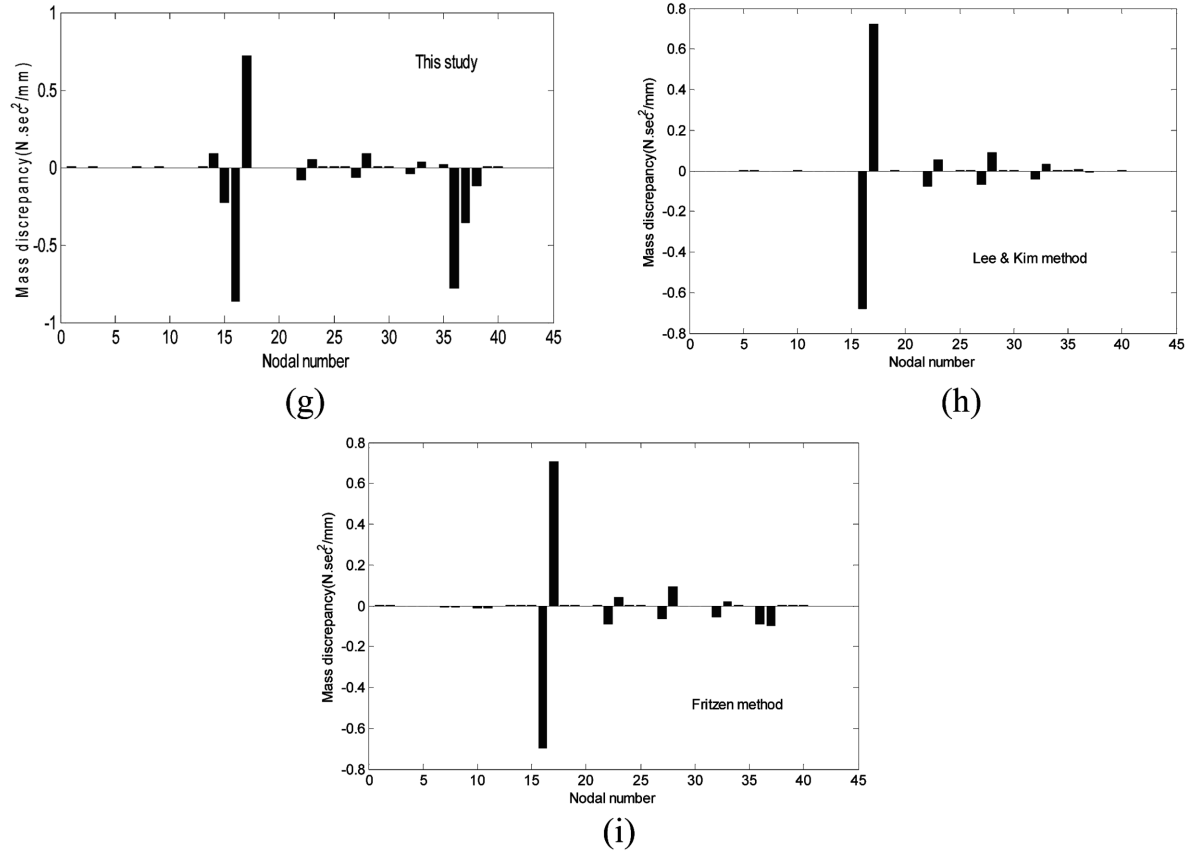 1
0.5
0
-0.5
-1
Mass discrepancy(N.sec²/mm)
This study
0 5 10 15 20 25 30 35 40 45
Nodal number
(g)
0.8
0.6
0.4
0.2
0
-0.2
-0.4
-0.6
-0.8
Mass discrepancy(N.sec²/mm)
Lee & Kim method
0 5 10 15 20 25 30 35 40 45
Nodal number
(h)
0.8
0.6
0.4
0.2
0
-0.2
-0.4
-0.6
-0.8
Mass discrepancy(N.sec²/mm)
Fritzen method
0 5 10 15 20 25 30 35 40 45
Nodal number
(i)